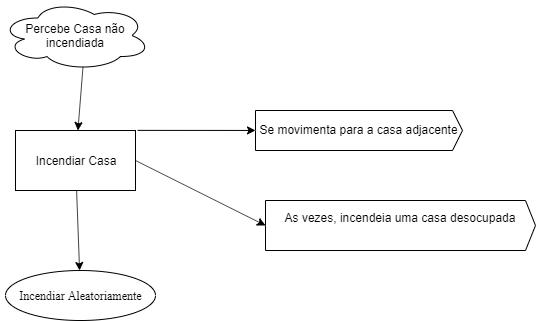 Percebe Casa não
incendiada
Se movimenta para a casa adjacente
Incendiar Casa
As vezes, incendeia uma casa desocupada
Incendiar Aleatoriamente